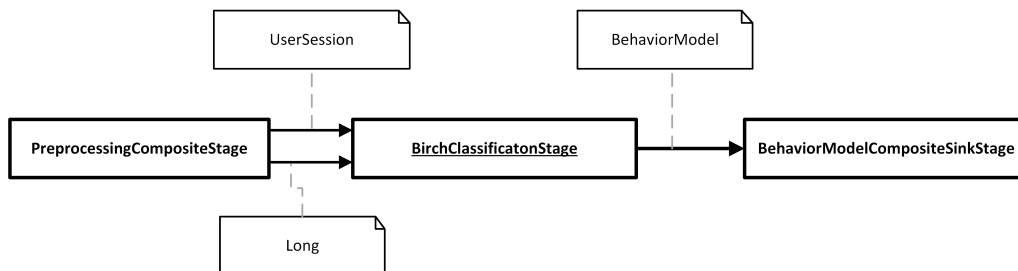 UserSession
BehaviorModel
PreprocessingCompositeStage
BirchClassificatonStage
BehaviorModelCompositeSinkStage
Long